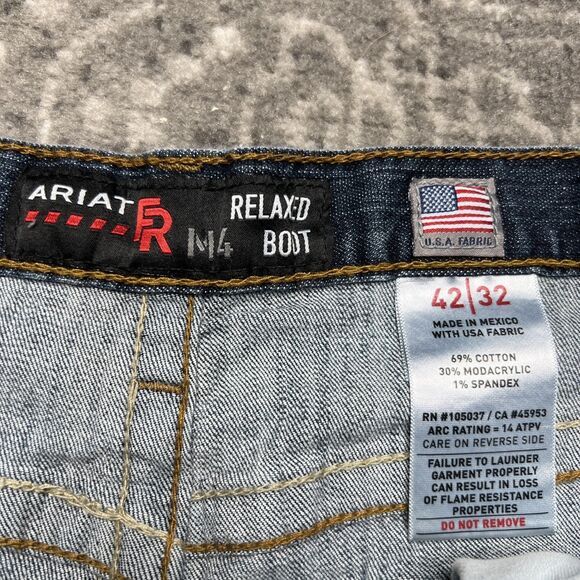 ARIAT FR
M4
RELAXED
BOOT
U.S.A. FABRIC
42|32
MADE IN MEXICO
WITH USA FABRIC
69% COTTON
30% MODACRYLIC
1% SPANDEX
RN #105037 / CA #45953
ARC RATING = 14 ATPV
CARE ON REVERSE SIDE
FAILURE TO LAUNDER
GARMENT PROPERLY
CAN RESULT IN LOSS
OF FLAME RESISTANCE
PROPERTIES
DO NOT REMOVE